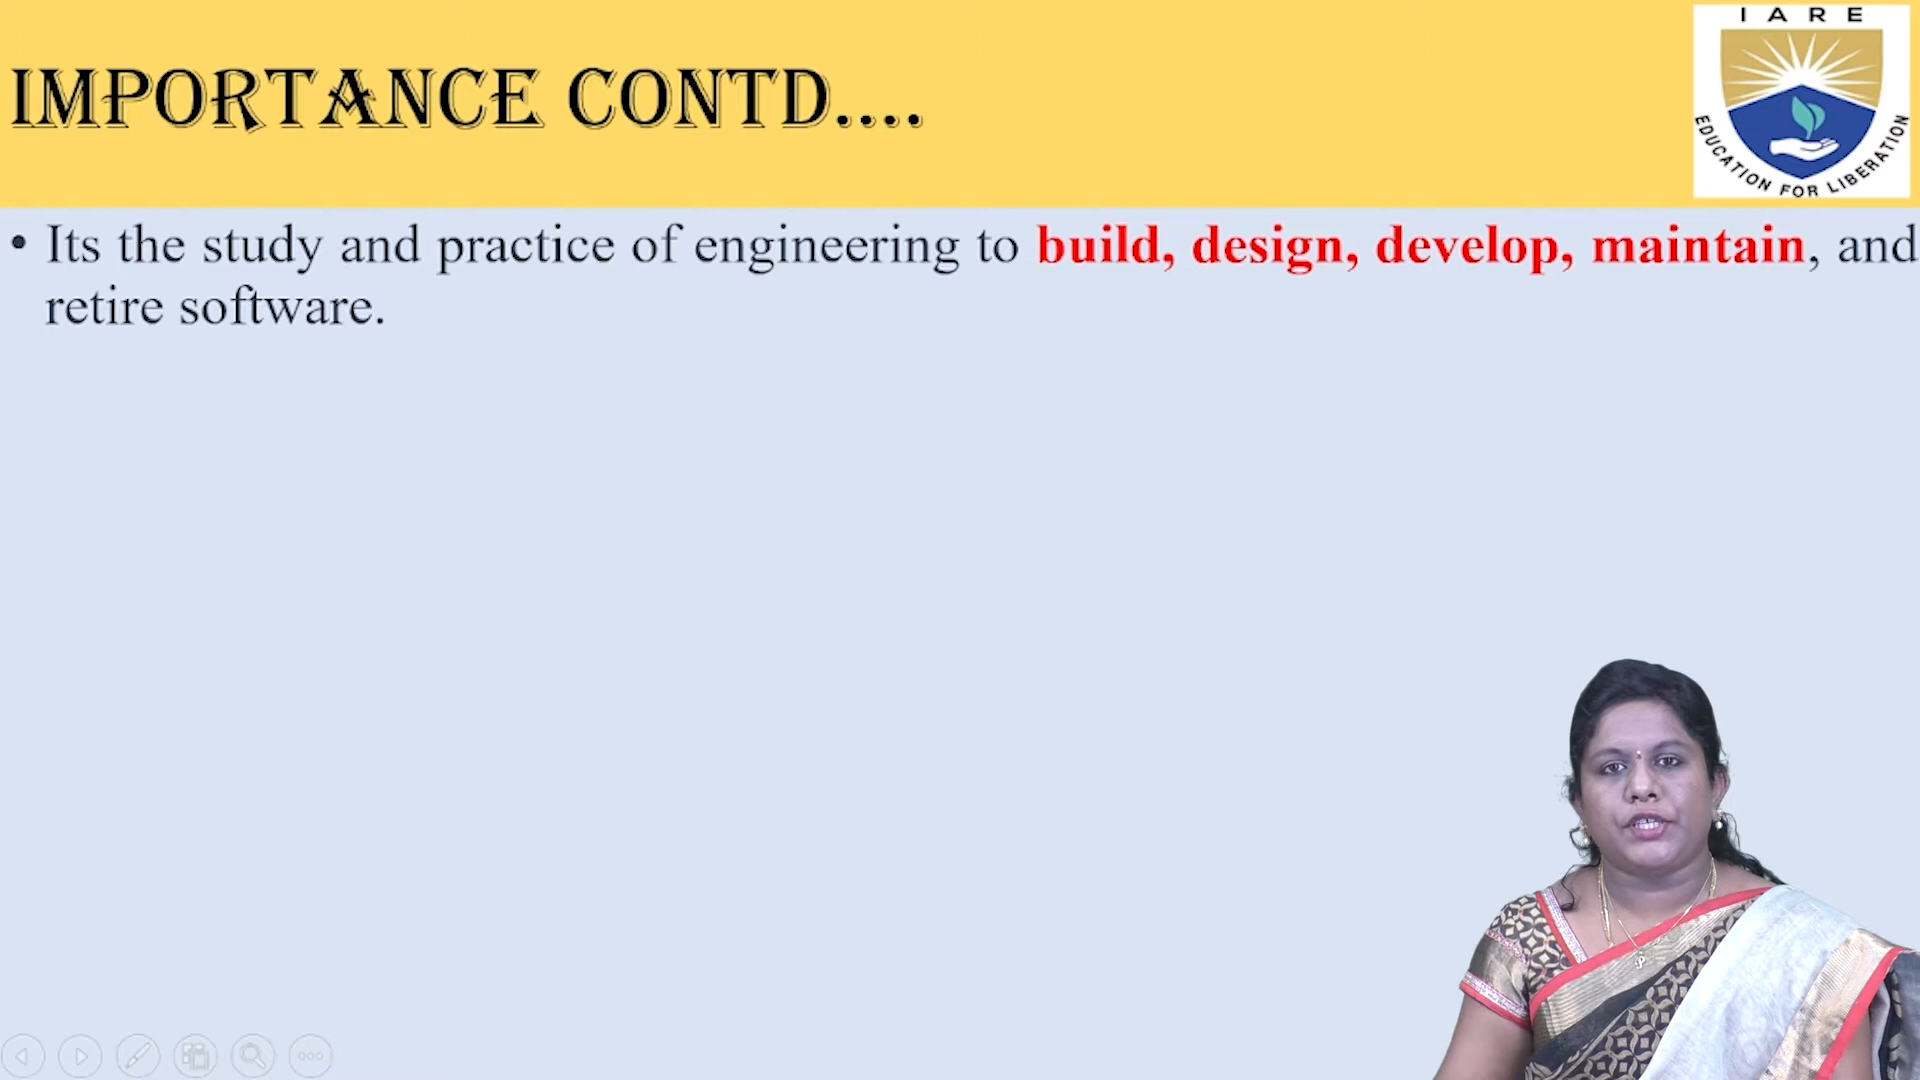 IARE
IMPORTANCE CONTD....
EDUCATION FOR LIBERATION
• Its the study and practice of engineering to build, design, develop, maintain, and
retire software.